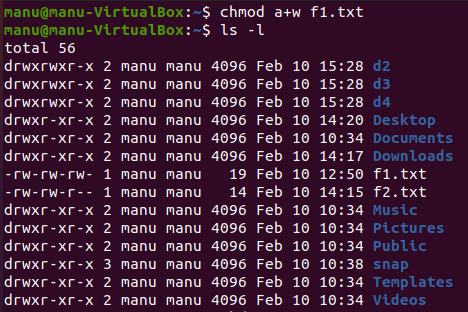 manu@manu-VirtualBox:~$ chmod a+w f1.txt
manu@manu-VirtualBox:~$ ls -l
total 56
drwxrwxr-x 2 manu manu 4096 Feb 10 15:28 d2
drwxrwxr-x 2 manu manu 4096 Feb 10 15:28 d3
drwxrwxr-x 2 manu manu 4096 Feb 10 15:28 d4
drwxr-xr-x 2 manu manu 4096 Feb 10 14:20 Desktop
drwxr-xr-x 2 manu manu 4096 Feb 10 10:34 Documents
drwxr-xr-x 2 manu manu 4096 Feb 10 14:17 Downloads
-rw-rw-rw- 1 manu manu   19 Feb 10 12:50 f1.txt
-rw-rw-r-- 1 manu manu   14 Feb 10 14:15 f2.txt
drwxr-xr-x 2 manu manu 4096 Feb 10 10:34 Music
drwxr-xr-x 2 manu manu 4096 Feb 10 10:34 Pictures
drwxr-xr-x 2 manu manu 4096 Feb 10 10:34 Public
drwxr-xr-x 3 manu manu 4096 Feb 10 10:38 snap
drwxr-xr-x 2 manu manu 4096 Feb 10 10:34 Templates
drwxr-xr-x 2 manu manu 4096 Feb 10 10:34 Videos